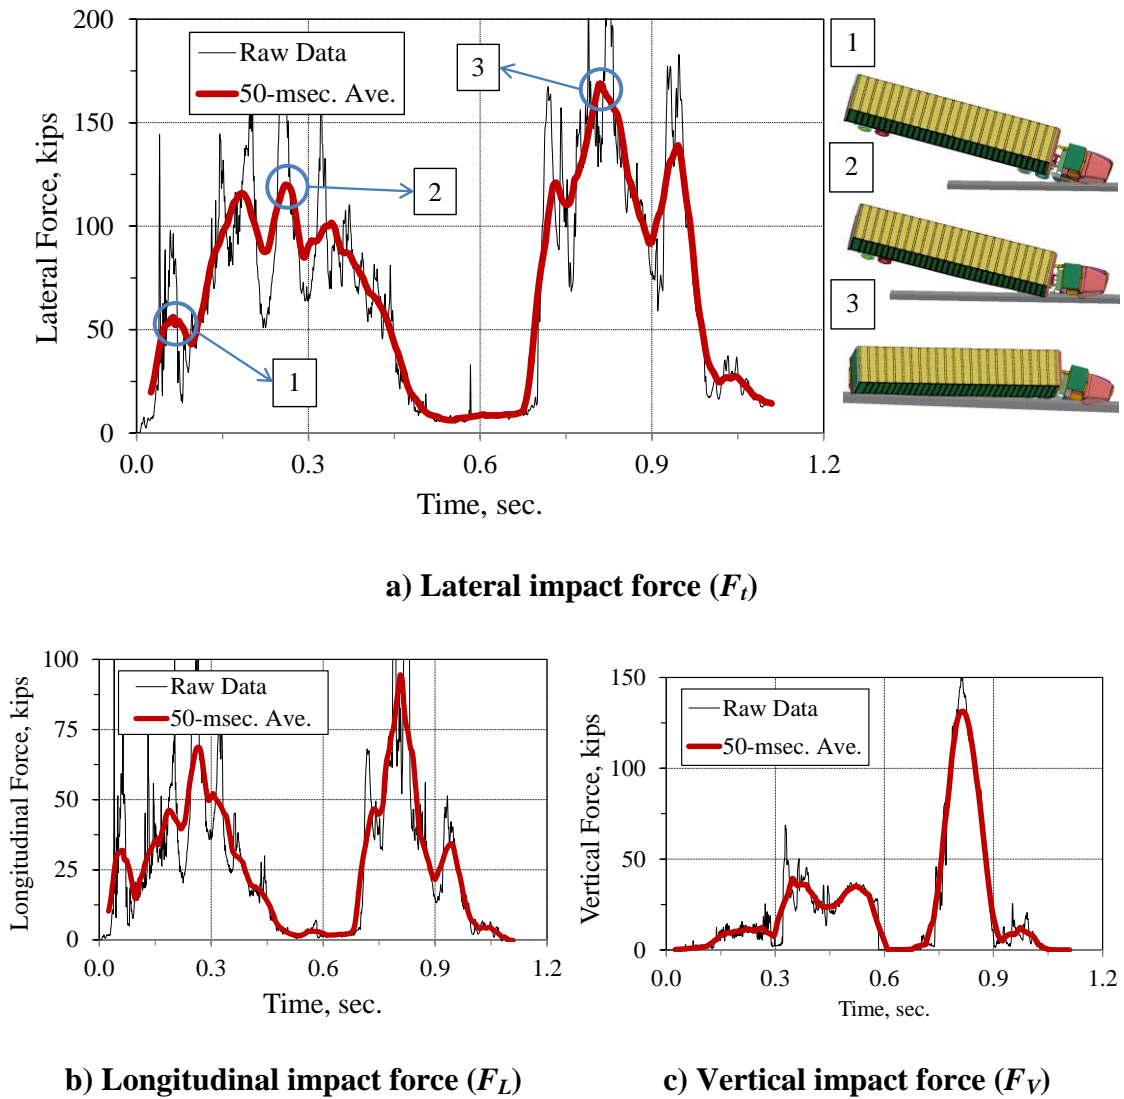 200
150
100
50
0
Lateral Force, kips
Raw Data
50-msec. Ave.
1
2
3
0.0
0.3
0.6
0.9
1.2
Time, sec.
1
2
3
a) Lateral impact force (Ft)
100
75
50
25
0
Longitudinal Force, kips
Raw Data
50-msec. Ave.
0.0
0.3
0.6
0.9
1.2
Time, sec.
b) Longitudinal impact force (FL)
150
100
50
0
Vertical Force, kips
Raw Data
50-msec. Ave.
0.0
0.3
0.6
0.9
1.2
Time, sec.
c) Vertical impact force (FV)